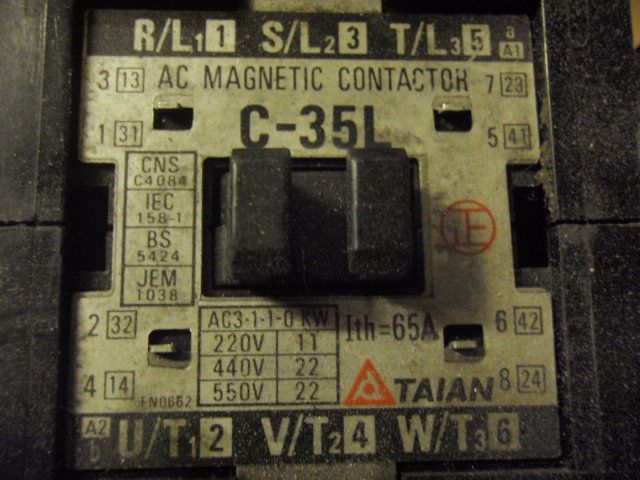 R/L1 1 S/L2 3 T/L3 5 a A1
3 13 AC MAGNETIC CONTACTOR 7 23
C-35L
1 31 5 41
CNS
C4084
IEC
158-1
BS
5424
JEM
1038
正
2 32 AC3-1-1-0 KW Ith=65A 6 42
220V 11
440V 22
550V 22
4 14 FN0662 TAIAN 8 24
A2 b U/T1 2 V/T2 4 W/T3 6